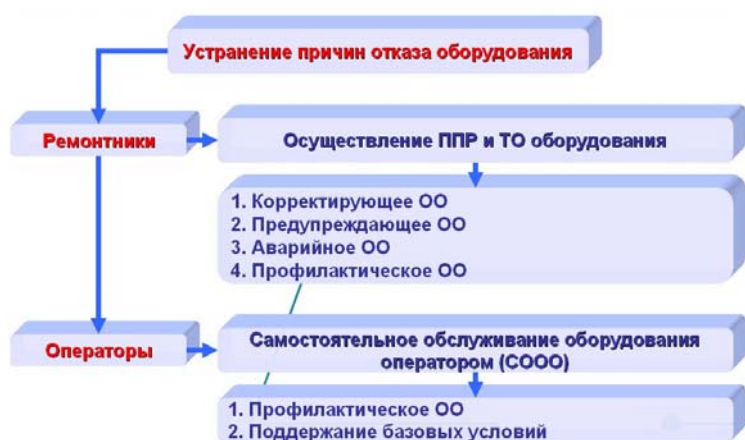 Устранение причин отказа оборудования
Ремонтники
Осуществление ППР и ТО оборудования
1. Корректирующее ОО
2. Предупреждающее ОО
3. Аварийное ОО
4. Профилактическое ОО
Операторы
Самостоятельное обслуживание оборудования
оператором (СООО)
1. Профилактическое ОО
2. Поддержание базовых условий